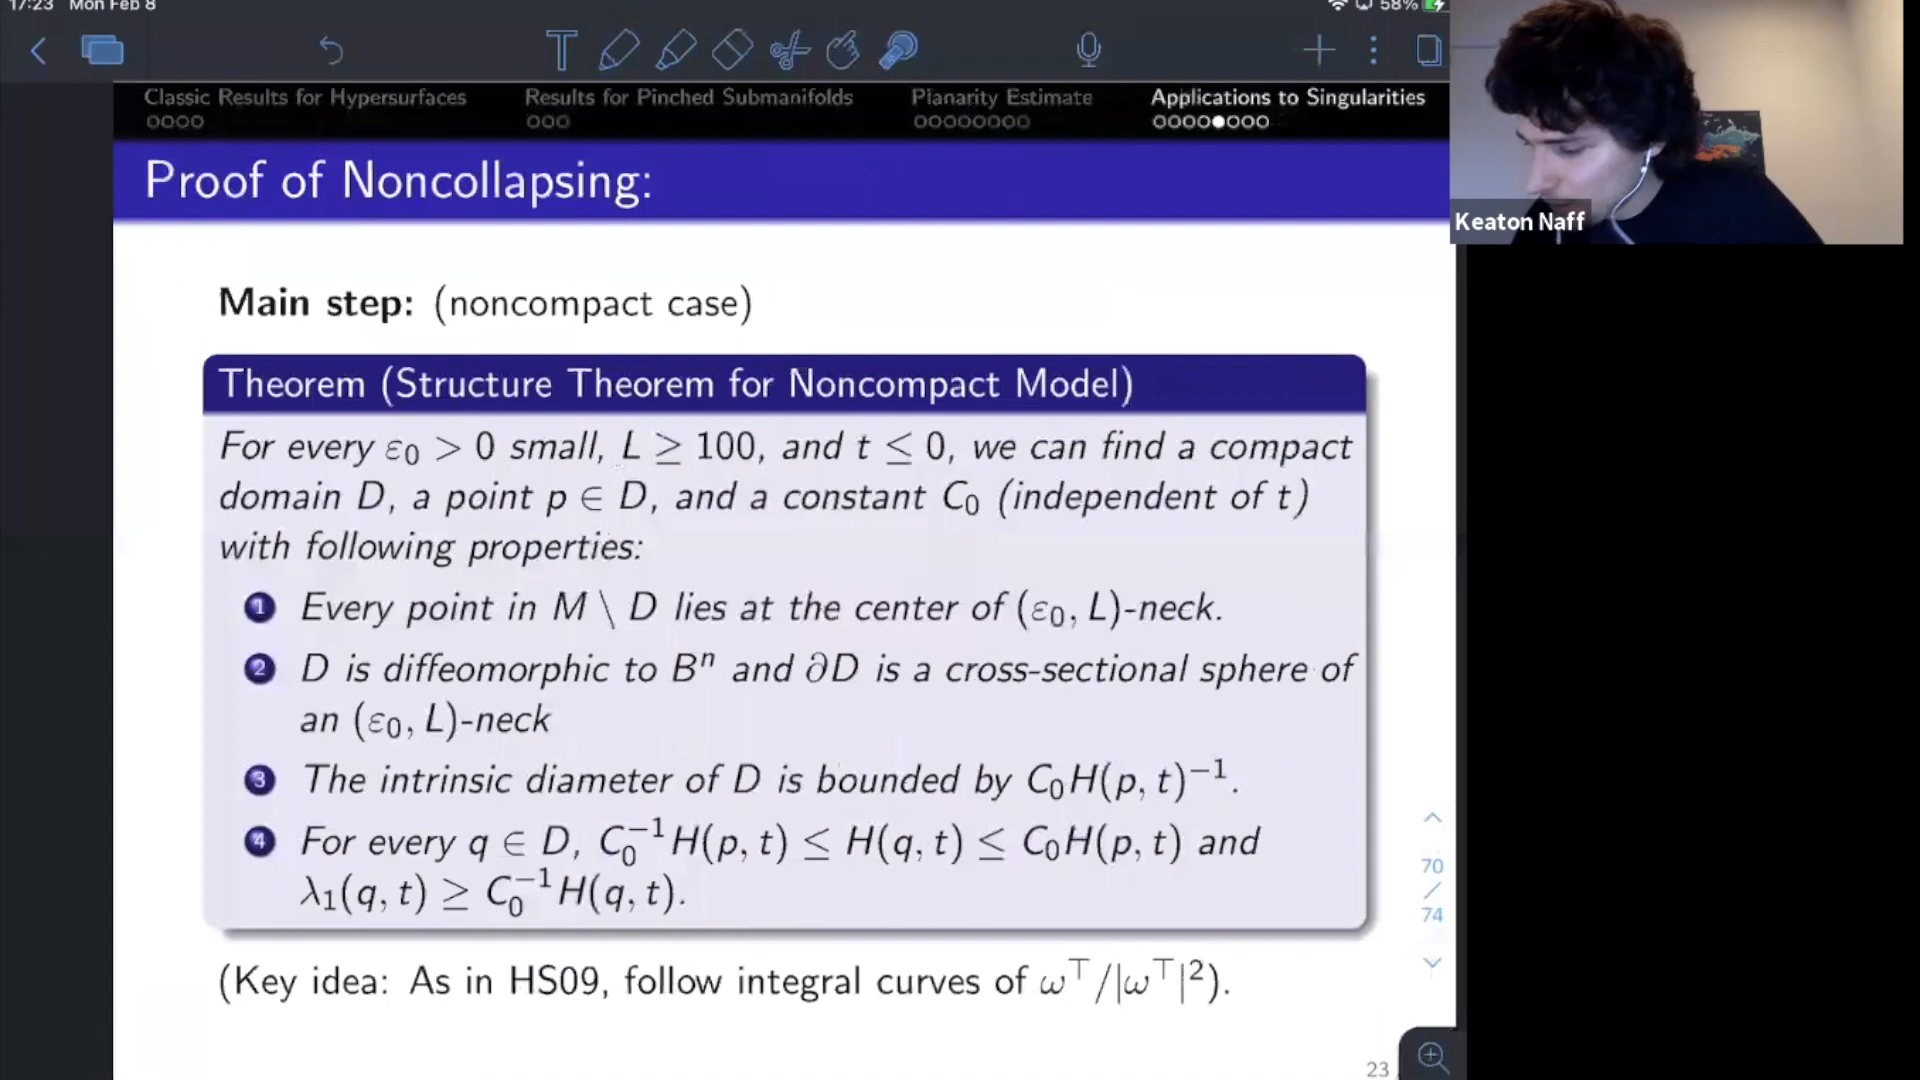 17:23 Mon Feb 8
58%
Classic Results for Hypersurfaces Results for Pinched Submanifolds Planarity Estimate Applications to Singularities
Proof of Noncollapsing:
Keaton Naff
Main step: (noncompact case)
Theorem (Structure Theorem for Noncompact Model)
For every ε₀ > 0 small, L ≥ 100, and t ≤ 0, we can find a compact
domain D, a point p ∈ D, and a constant C₀ (independent of t)
with following properties:
1 Every point in M \ D lies at the center of (ε₀, L)-neck.
2 D is diffeomorphic to Bⁿ and ∂D is a cross-sectional sphere of
an (ε₀, L)-neck
3 The intrinsic diameter of D is bounded by C₀H(p, t)⁻¹.
4 For every q ∈ D, C₀⁻¹H(p, t) ≤ H(q, t) ≤ C₀H(p, t) and
λ₁(q, t) ≥ C₀⁻¹H(q, t).
70
/
74
(Key idea: As in HS09, follow integral curves of ω^⊤/|ω^⊤|²).
23